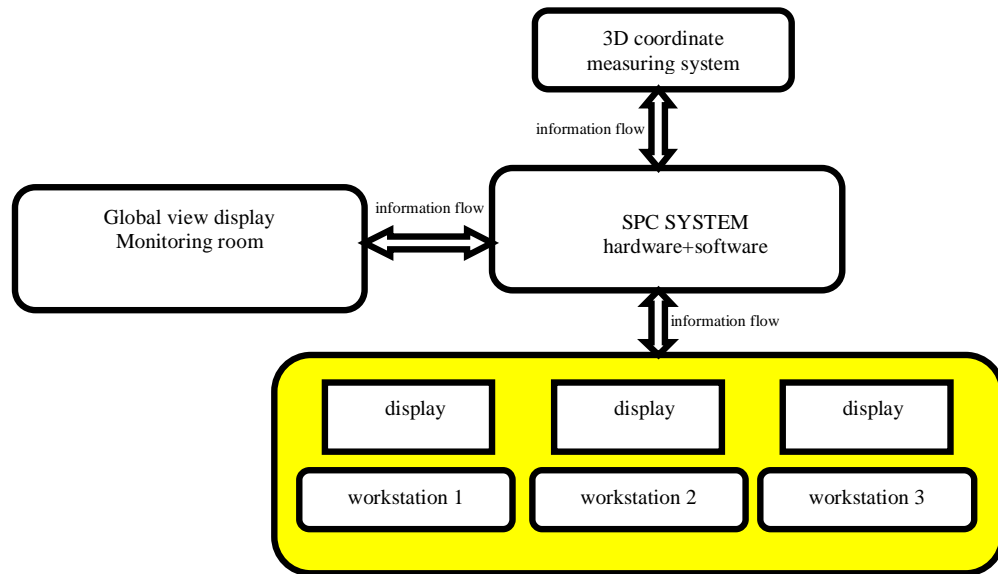 3D coordinate
measuring system
information flow
Global view display
Monitoring room
information flow
SPC SYSTEM
hardware+software
information flow
display
display
display
workstation 1
workstation 2
workstation 3